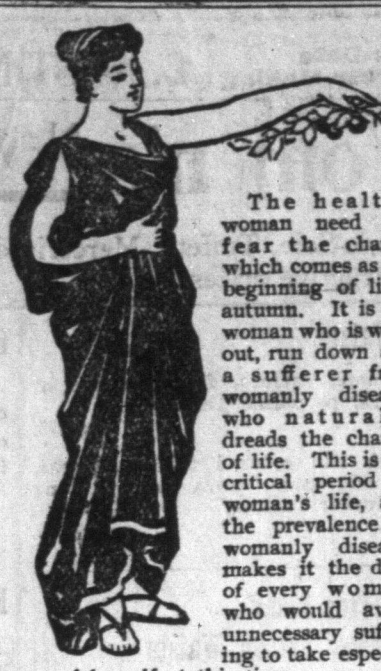 The healt
woman need
fear the cha
which comes as
beginning of li
autumn. It is
woman who is w
out, run down
a sufferer fr
womanly disea
who natural
dreads the cha
of life. This is
critical period
woman's life,
the prevalence
womanly disea
makes it the d
of every wom
who would av
unnecessary suf
ing to take espe